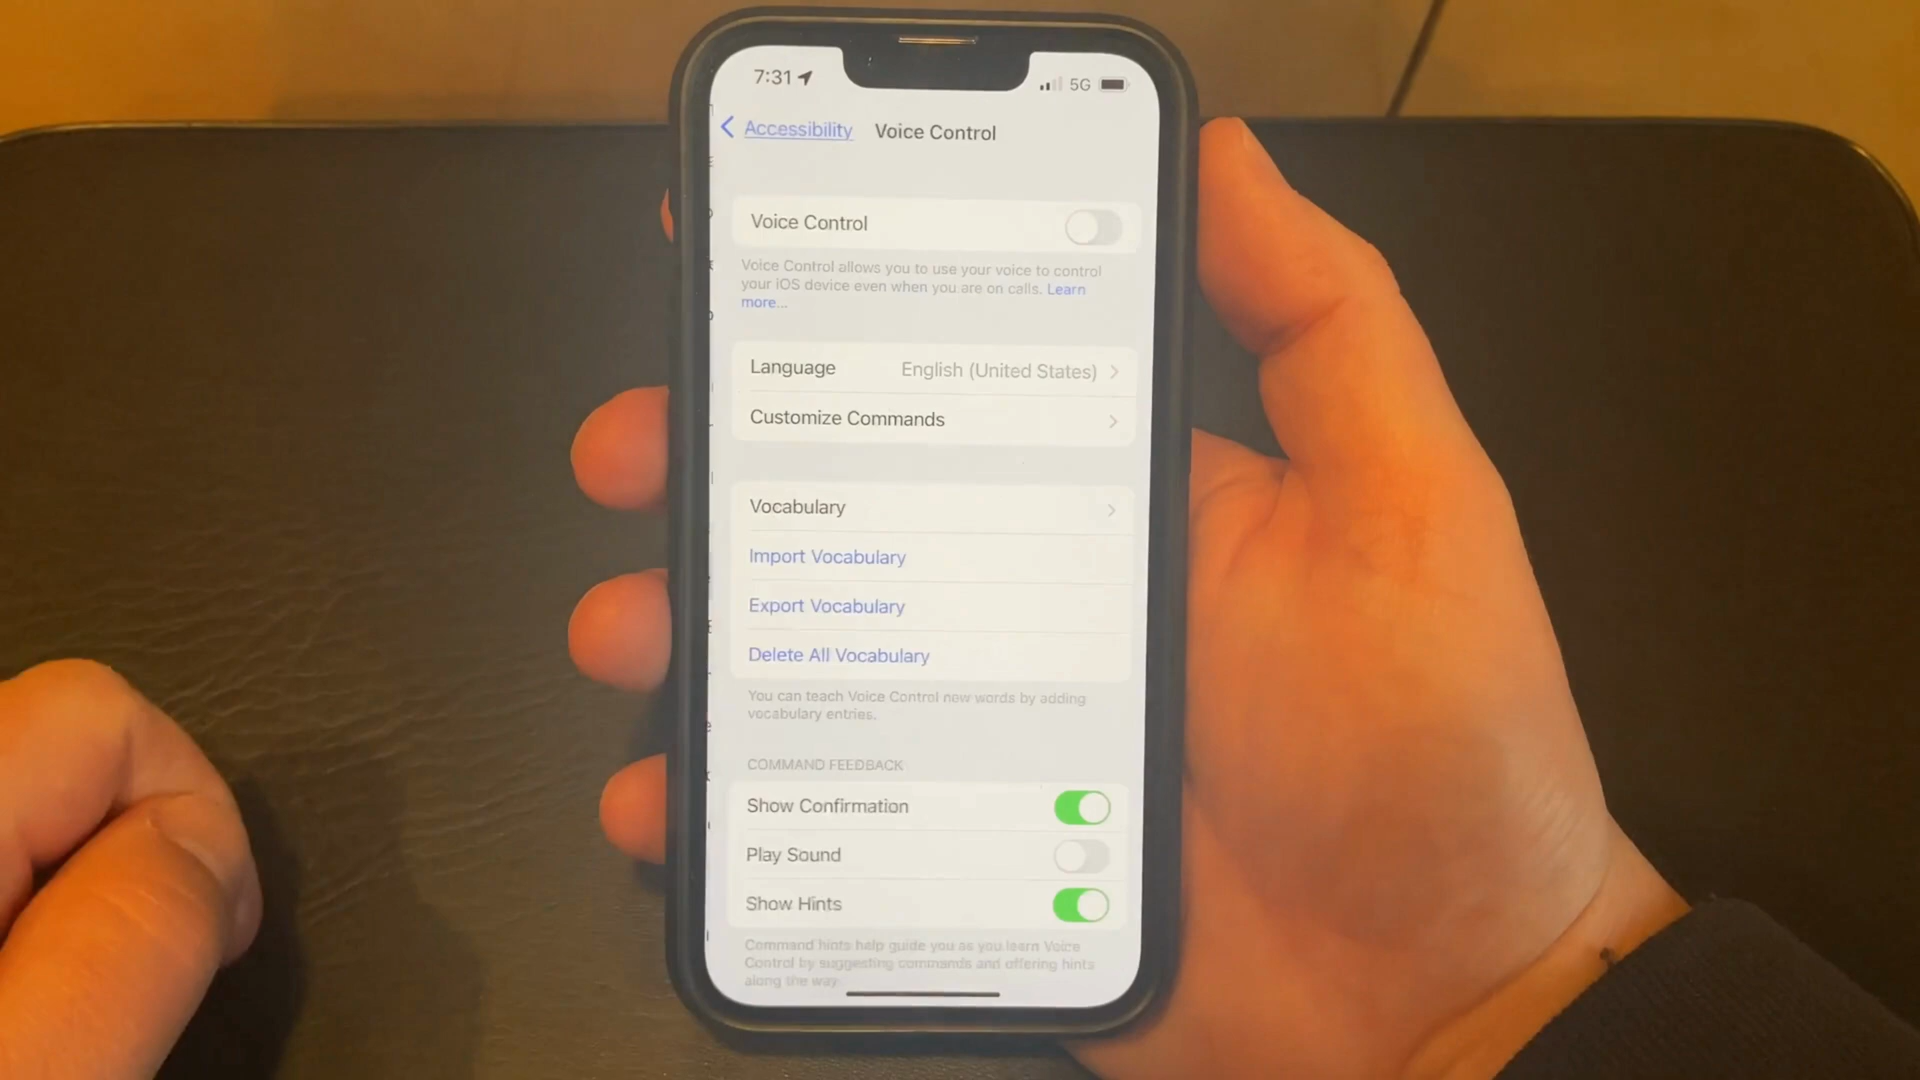 7:31
5G
Accessibility
Voice Control
Voice Control
Voice Control allows you to use your voice to control
your iOS device even when you are on calls. Learn
more...
Language
English (United States)
Customize Commands
Vocabulary
Import Vocabulary
Export Vocabulary
Delete All Vocabulary
You can teach Voice Control new words by adding
vocabulary entries.
COMMAND FEEDBACK
Show Confirmation
Play Sound
Show Hints
Command hints help guide you as you learn Voice
Control by suggesting commands and offering hints
along the way.